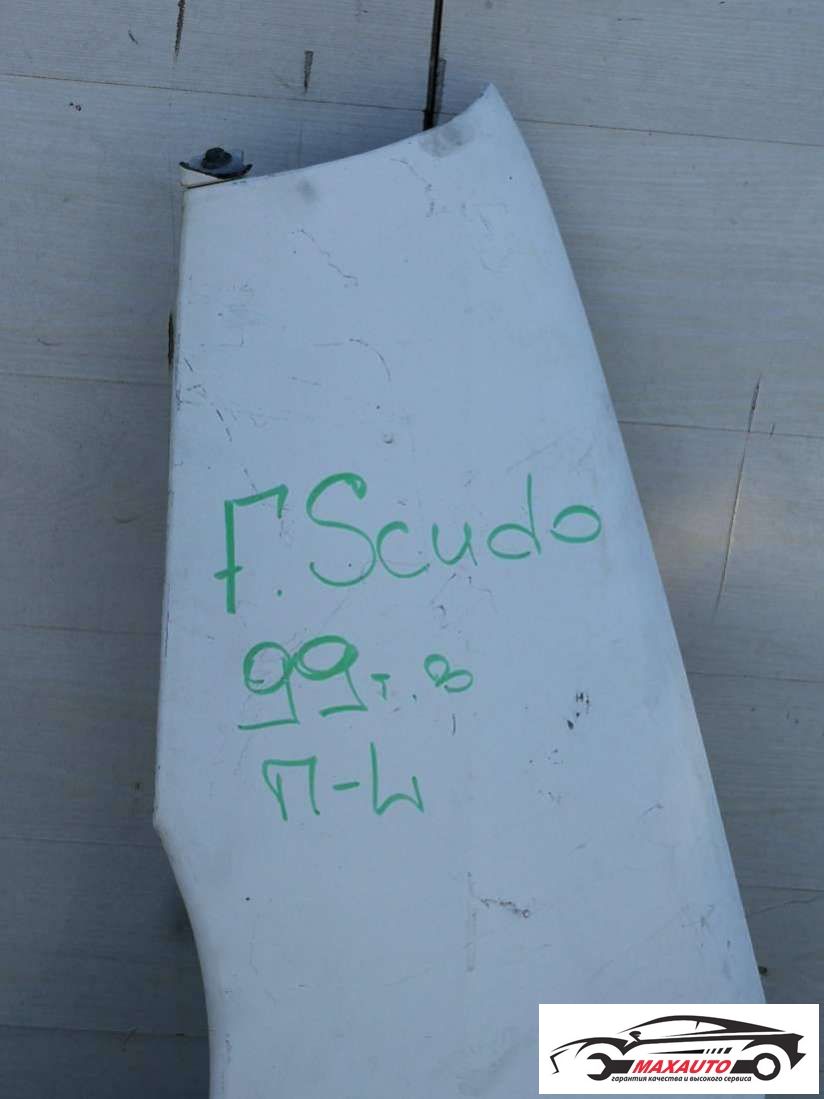 F. Scudo
99г.в
П-Ц
MAXAUTO
гарантия качества и высокого сервиса